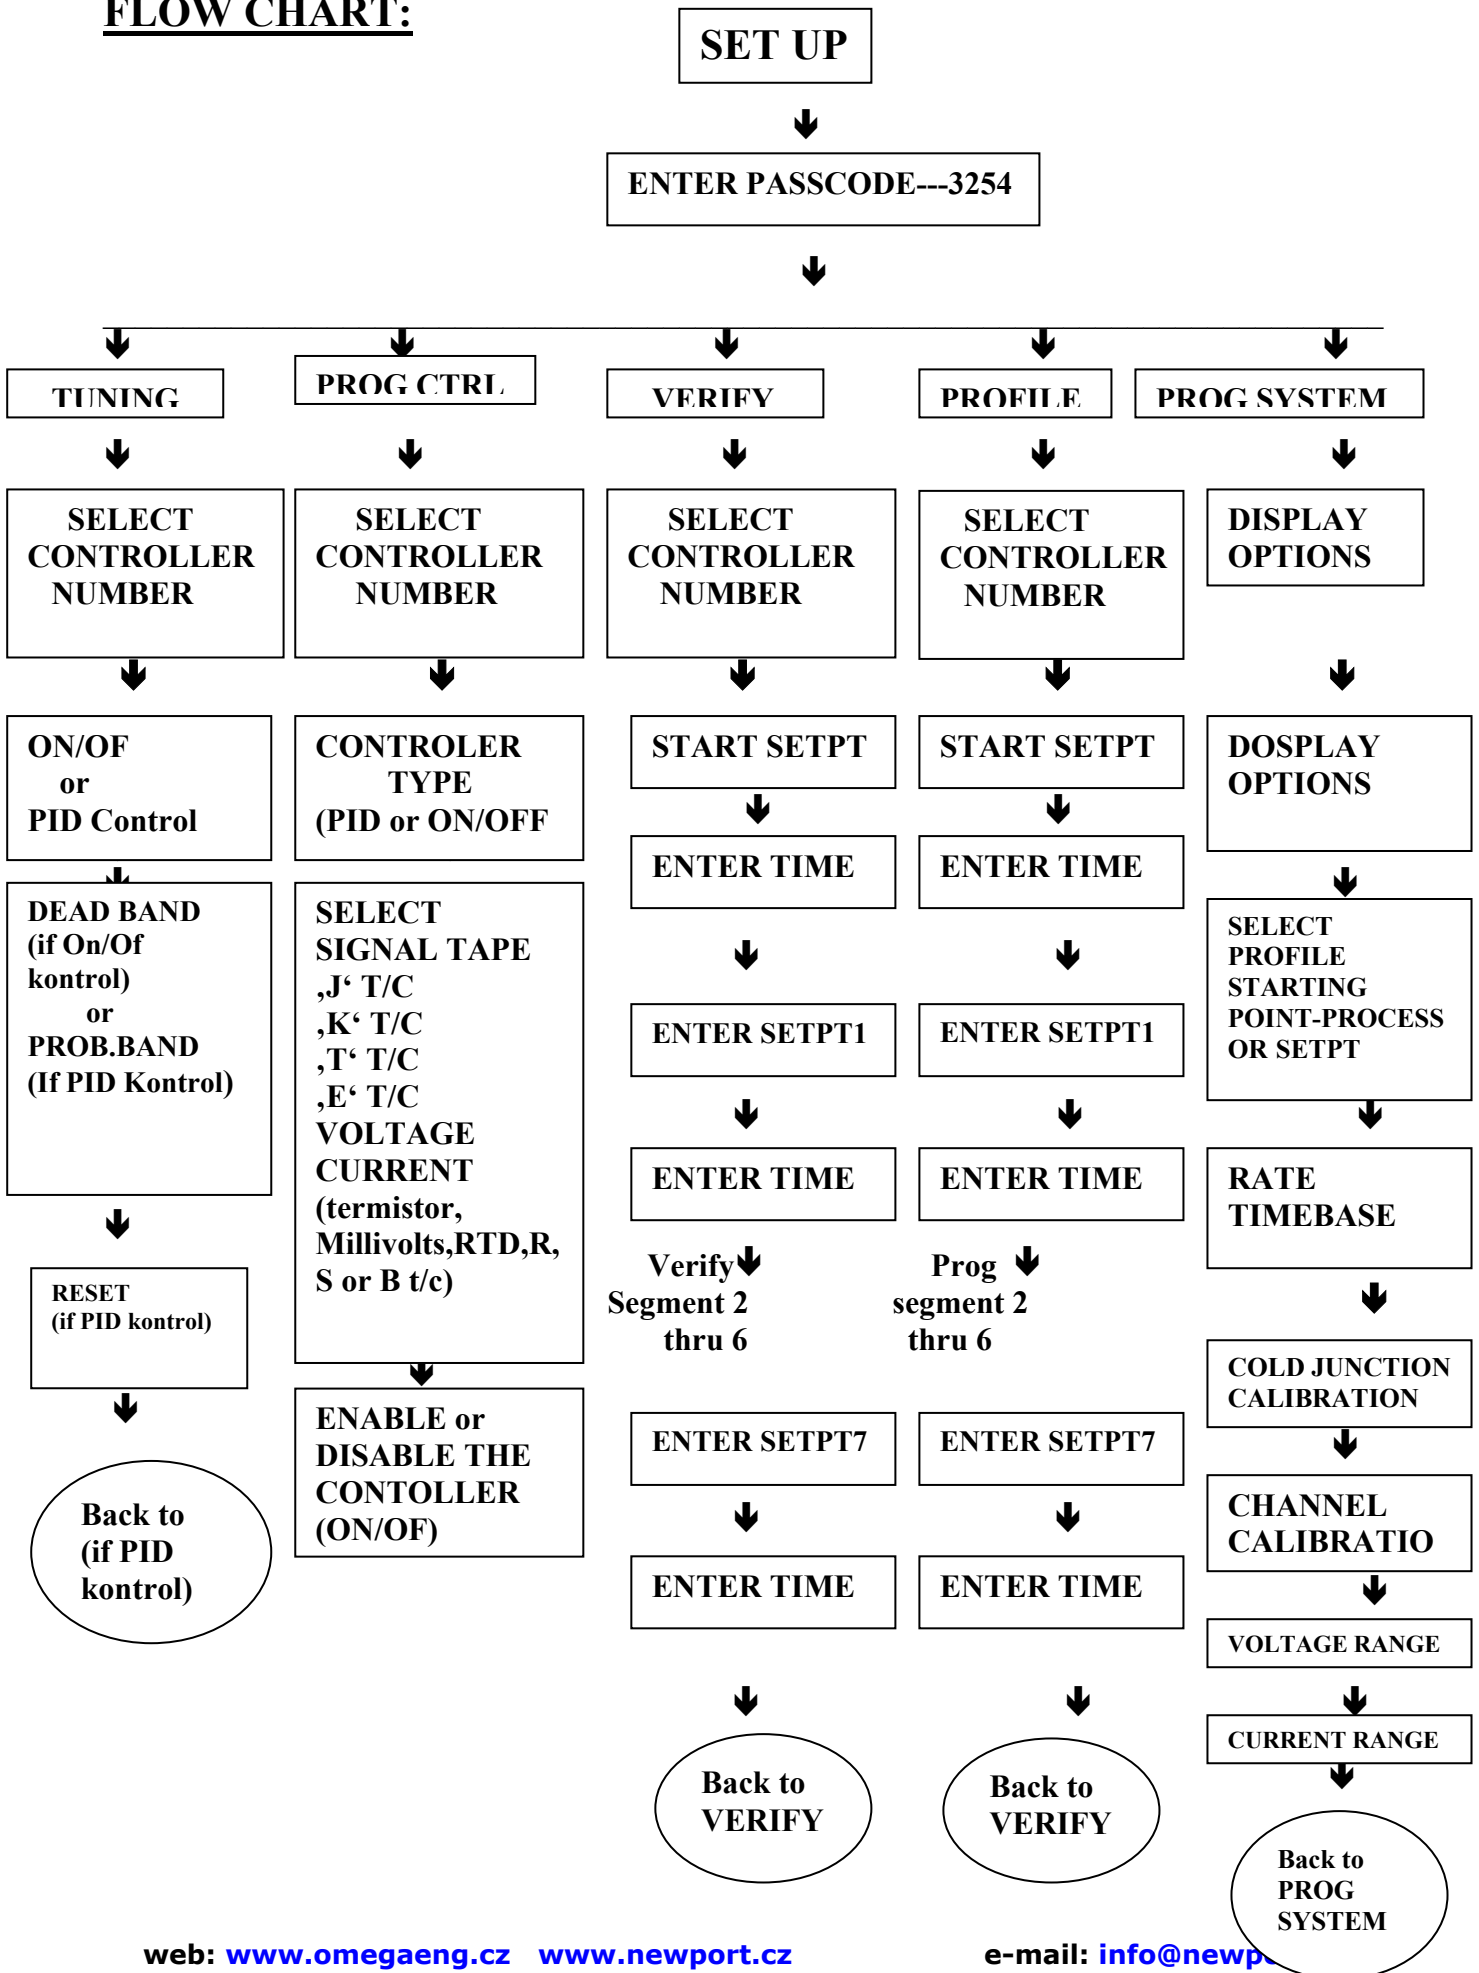 FLOW CHART:
SET UP
ENTER PASSCODE---3254
TUNING
PROG CTRL
VERIFY
PROFILE
PROG SYSTEM
SELECT
CONTROLLER
NUMBER
SELECT
CONTROLLER
NUMBER
SELECT
CONTROLLER
NUMBER
SELECT
CONTROLLER
NUMBER
DISPLAY
OPTIONS
ON/OF
or
PID Control
CONTROLER
TYPE
(PID or ON/OFF
START SETPT
START SETPT
DOSPLAY
OPTIONS
ENTER TIME
ENTER TIME
DEAD BAND
(if On/Of
kontrol)
or
PROB.BAND
(If PID Kontrol)
SELECT
SIGNAL TAPE
‚J‘ T/C
‚K‘ T/C
‚T‘ T/C
‚E‘ T/C
VOLTAGE
CURRENT
(termistor,
Millivolts,RTD,R,
S or B t/c)
ENTER SETPT1
ENTER SETPT1
SELECT
PROFILE
STARTING
POINT-PROCESS
OR SETPT
ENTER TIME
ENTER TIME
RATE
TIMEBASE
RESET
(if PID kontrol)
Verify
Segment 2
thru 6
Prog
segment 2
thru 6
COLD JUNCTION
CALIBRATION
ENABLE or
DISABLE THE
CONTOLLER
(ON/OF)
ENTER SETPT7
ENTER SETPT7
Back to
(if PID
kontrol)
CHANNEL
CALIBRATIO
ENTER TIME
ENTER TIME
VOLTAGE RANGE
CURRENT RANGE
Back to
VERIFY
Back to
VERIFY
Back to
PROG
SYSTEM
web: www.omegaeng.cz www.newport.cz e-mail: